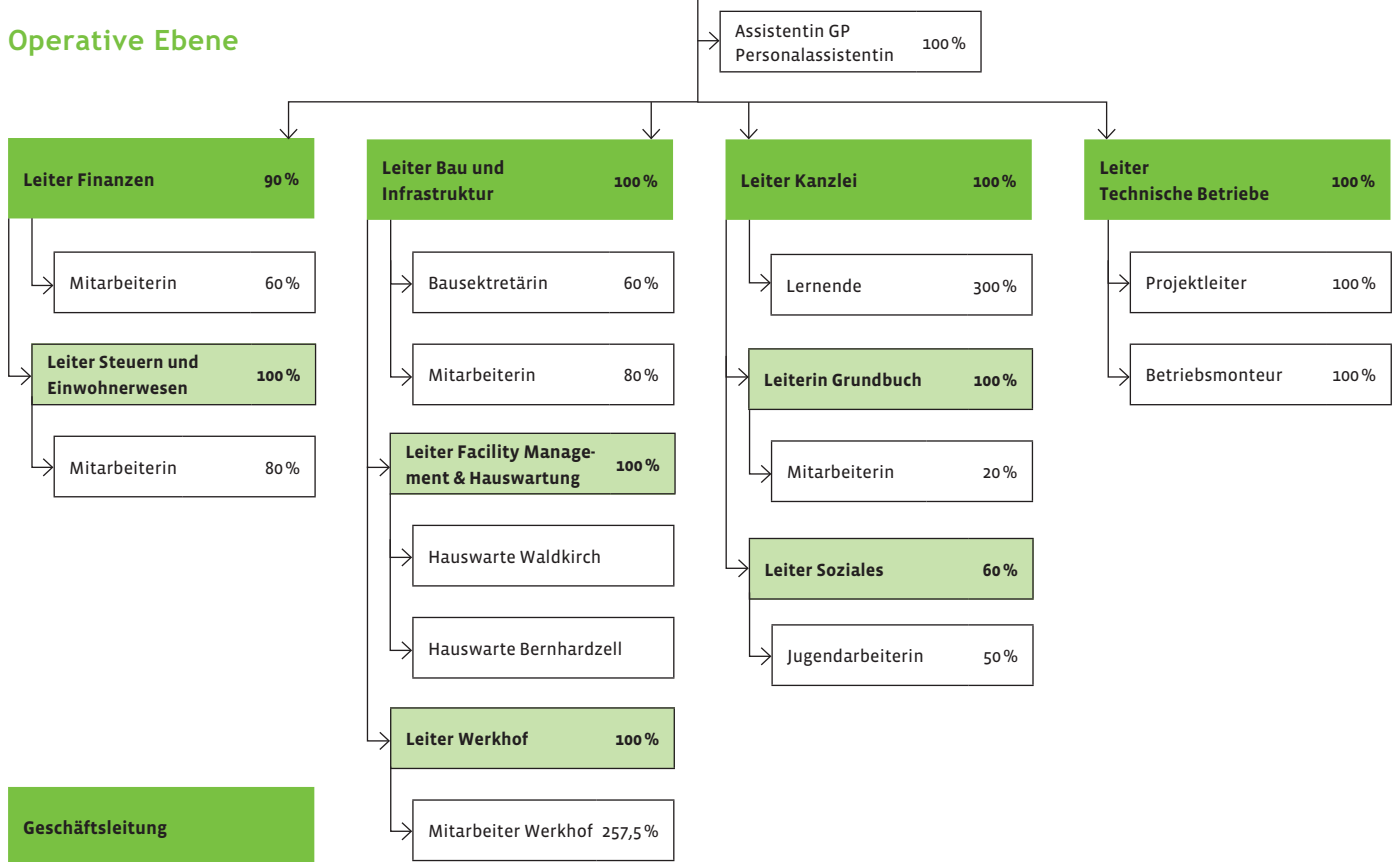 Operative Ebene
Assistentin GP
Personalassistentin 100 %
Leiter Finanzen 90 %
Mitarbeiterin 60 %
Leiter Steuern und
Einwohnerwesen 100 %
Mitarbeiterin 80 %
Leiter Bau und
Infrastruktur 100 %
Bausektretärin 60 %
Mitarbeiterin 80 %
Leiter Facility Manage-
ment & Hauswartung 100 %
Hauswarte Waldkirch
Hauswarte Bernhardzell
Leiter Werkhof 100 %
Mitarbeiter Werkhof 257,5 %
Leiter Kanzlei 100 %
Lernende 300 %
Leiterin Grundbuch 100 %
Mitarbeiterin 20 %
Leiter Soziales 60 %
Jugendarbeiterin 50 %
Leiter
Technische Betriebe 100 %
Projektleiter 100 %
Betriebsmonteur 100 %
Geschäftsleitung